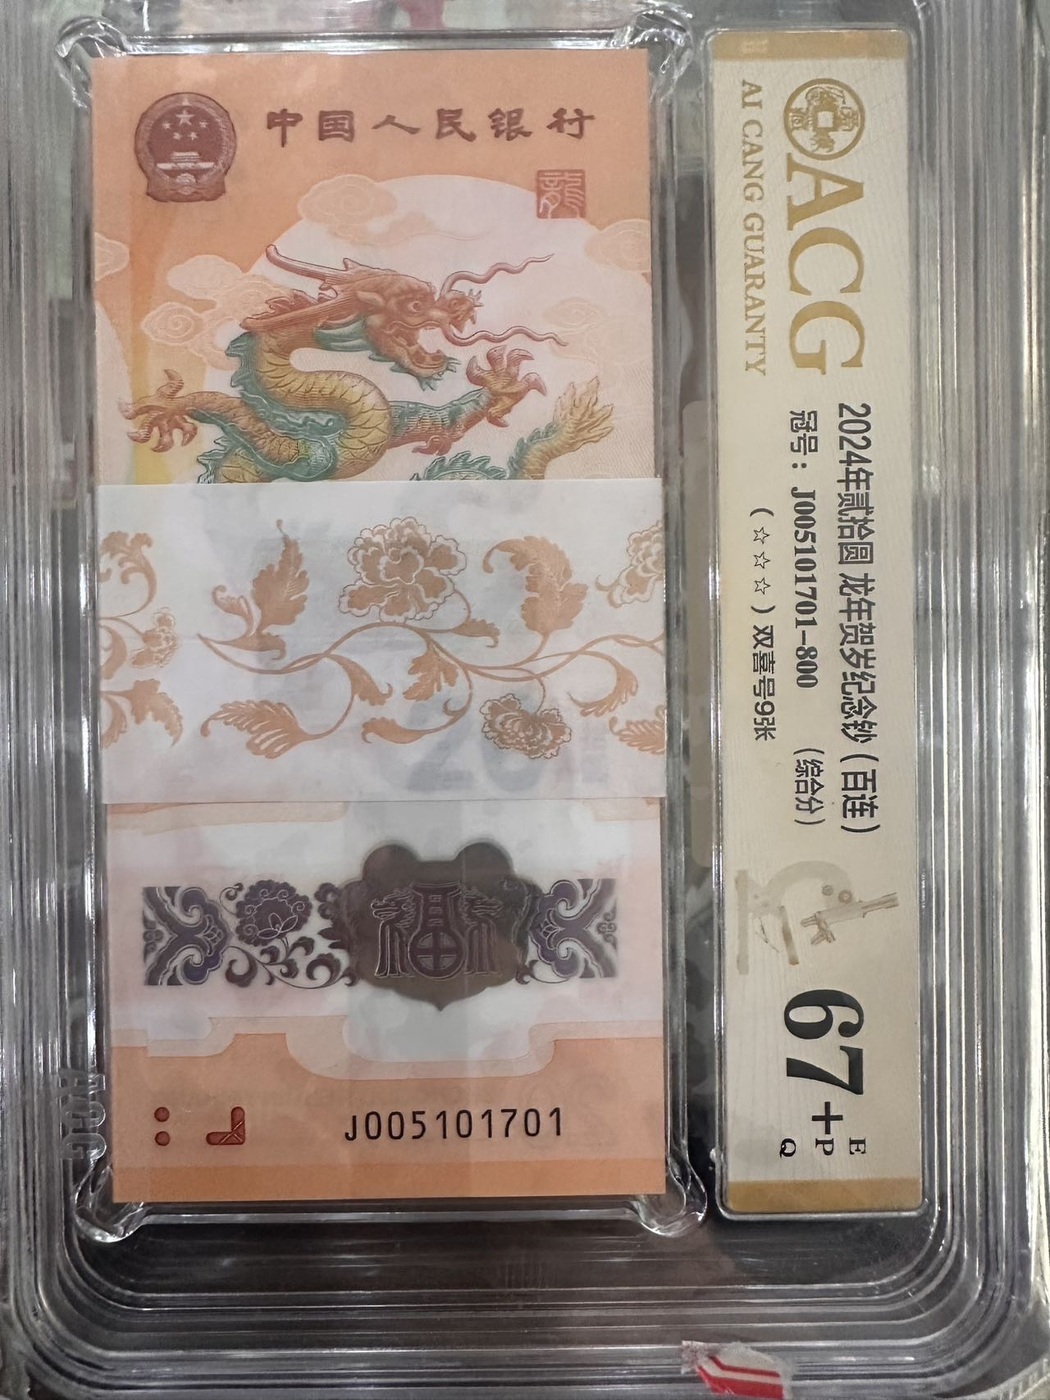 中国人民银行
龍
福
J005101701
ACG
AI CANG GUARANTY
2024年贰拾圆 龙年贺岁纪念钞（百连）
冠号：J005101701-800 （综合分）
（☆☆☆）双喜号9张
67+
E
P
Q